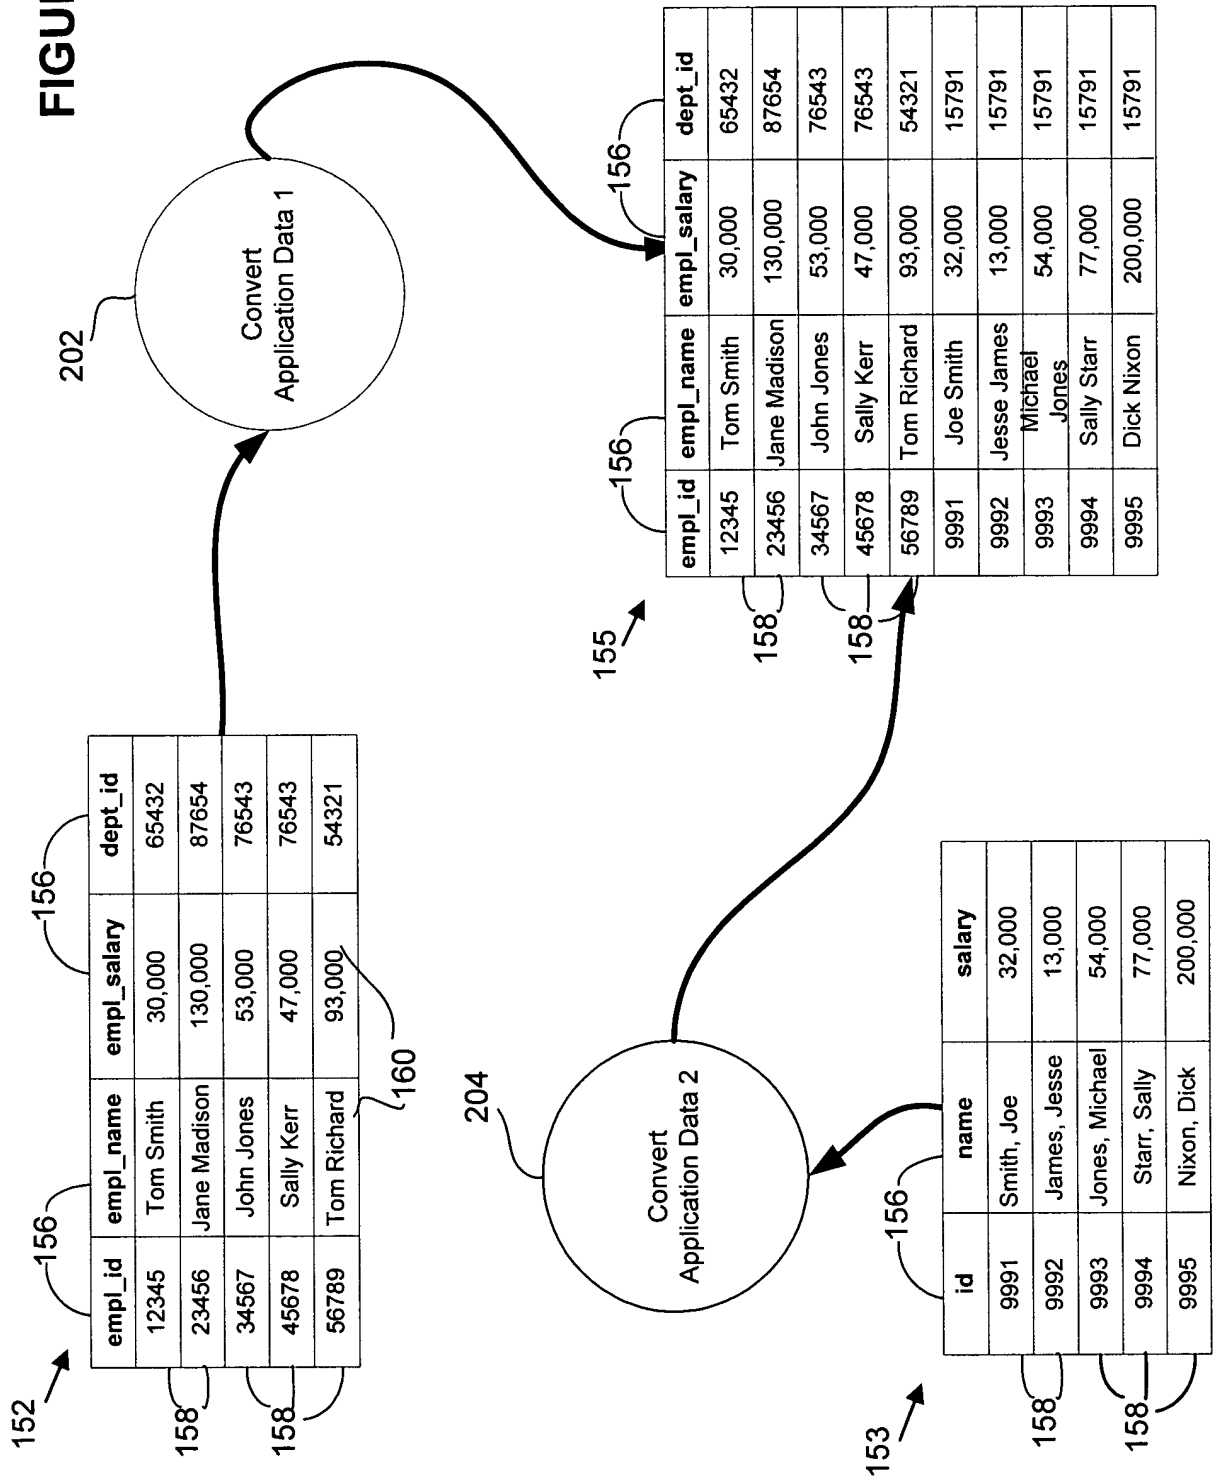 FIGU
152
156
156
empl_id empl_name empl_salary dept_id
12345 Tom Smith 30,000 65432
23456 Jane Madison 130,000 87654
34567 John Jones 53,000 76543
45678 Sally Kerr 47,000 76543
56789 Tom Richard 93,000 54321
158
158
160
202
Convert
Application Data 1
204
Convert
Application Data 2
153
156
id name salary
9991 Smith, Joe 32,000
9992 James, Jesse 13,000
9993 Jones, Michael 54,000
9994 Starr, Sally 77,000
9995 Nixon, Dick 200,000
158
158
155
156
156
empl_id empl_name empl_salary dept_id
12345 Tom Smith 30,000 65432
23456 Jane Madison 130,000 87654
34567 John Jones 53,000 76543
45678 Sally Kerr 47,000 76543
56789 Tom Richard 93,000 54321
9991 Joe Smith 32,000 15791
9992 Jesse James 13,000 15791
9993 Michael Jones 54,000 15791
9994 Sally Starr 77,000 15791
9995 Dick Nixon 200,000 15791
158
158